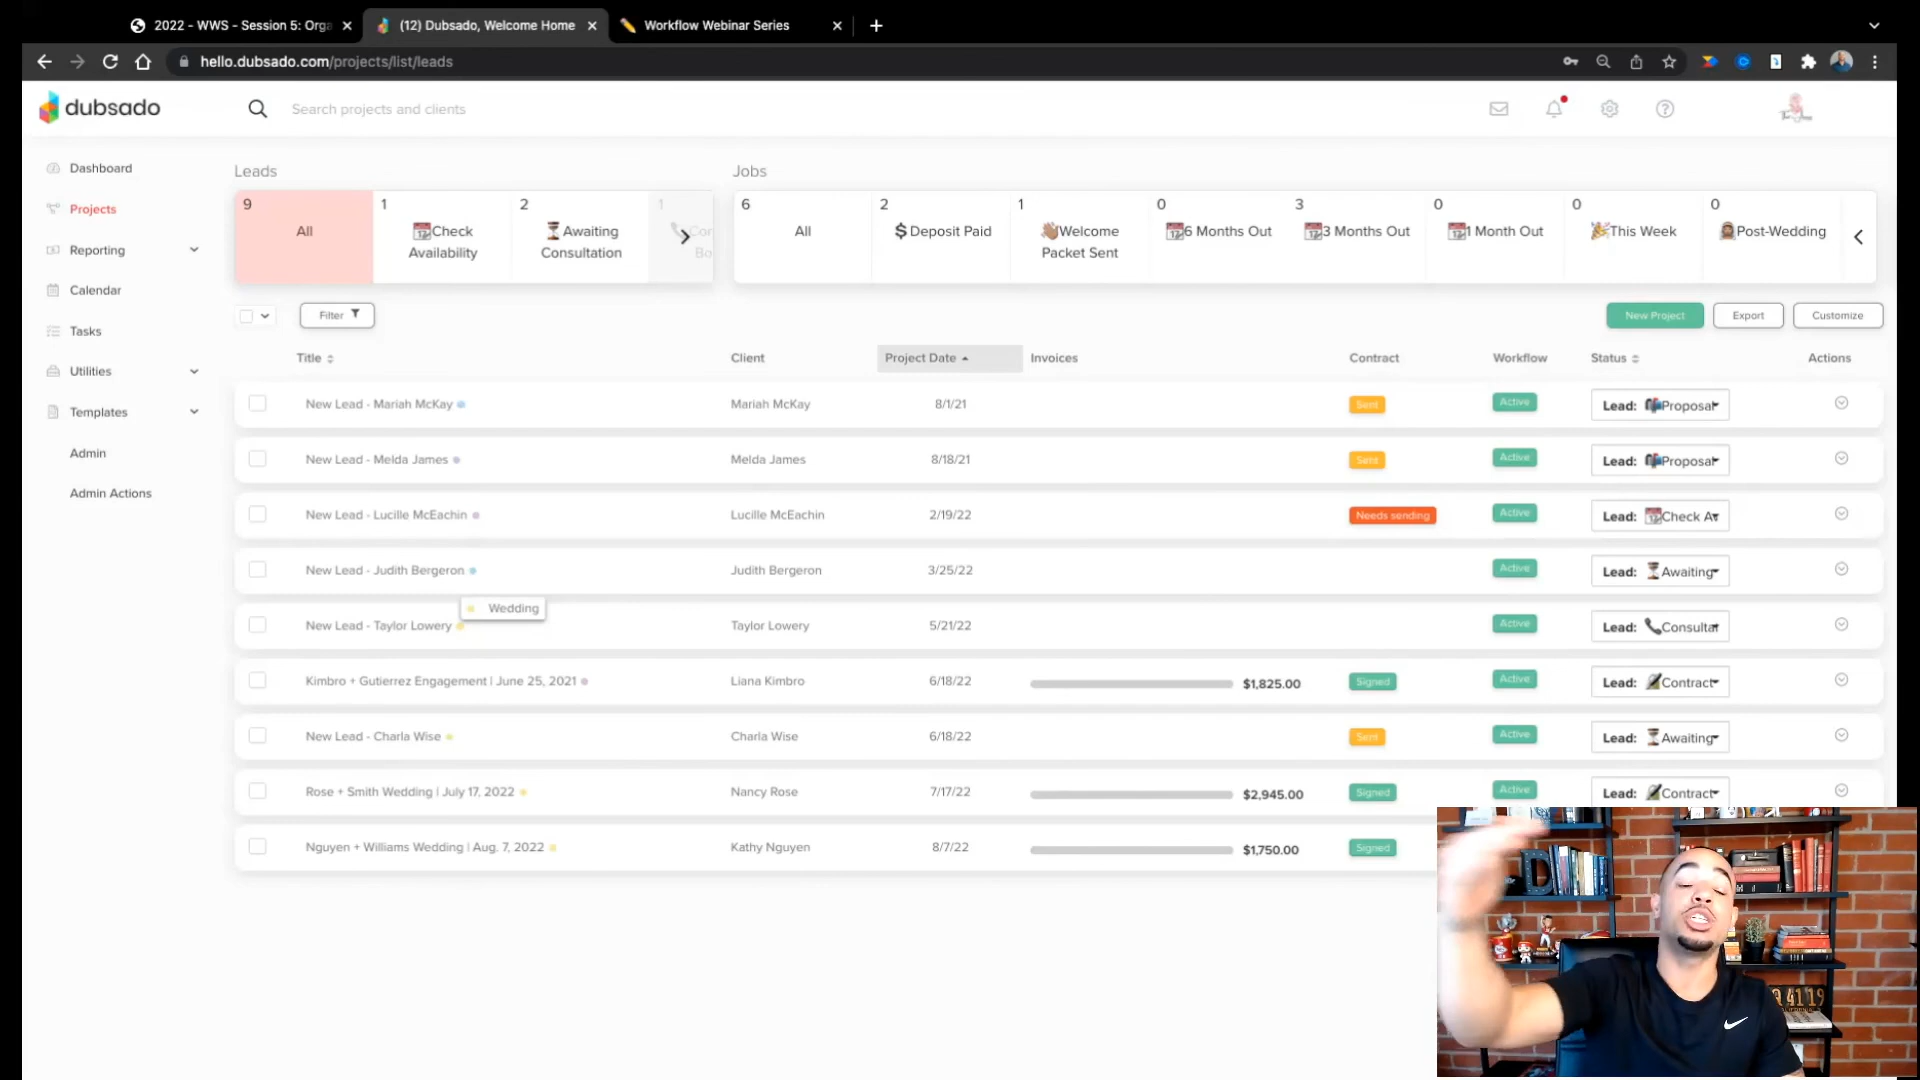 2022 - WWS - Session 5: Orga
(12) Dubsado, Welcome Home
Workflow Webinar Series
hello.dubsado.com/projects/list/leads
dubsado
Search projects and clients
Dashboard
Projects
Reporting
Calendar
Tasks
Utilities
Templates
Admin
Admin Actions
Leads
9
All
1
Check
Availability
2
Awaiting
Consultation
1
Con
Bo
Jobs
6
All
2
$ Deposit Paid
1
Welcome
Packet Sent
0
6 Months Out
3
3 Months Out
0
1 Month Out
0
This Week
0
Post-Wedding
Filter
New Project
Export
Customize
Title
Client
Project Date
Invoices
Contract
Workflow
Status
Actions
New Lead - Mariah McKay
Mariah McKay
8/1/21
Sent
Active
Lead: Proposal
New Lead - Melda James
Melda James
8/18/21
Sent
Active
Lead: Proposal
New Lead - Lucille McEachin
Lucille McEachin
2/19/22
Needs sending
Active
Lead: Check A
New Lead - Judith Bergeron
Judith Bergeron
3/25/22
Active
Lead: Awaiting
Wedding
New Lead - Taylor Lowery
Taylor Lowery
5/21/22
Active
Lead: Consulta
Kimbro + Gutierrez Engagement | June 25, 2021
Liana Kimbro
6/18/22
$1,825.00
Signed
Active
Lead: Contract
New Lead - Charla Wise
Charla Wise
6/18/22
Sent
Active
Lead: Awaiting
Rose + Smith Wedding | July 17, 2022
Nancy Rose
7/17/22
$2,945.00
Signed
Active
Lead: Contract
Nguyen + Williams Wedding | Aug. 7, 2022
Kathy Nguyen
8/7/22
$1,750.00
Signed
D
41 19